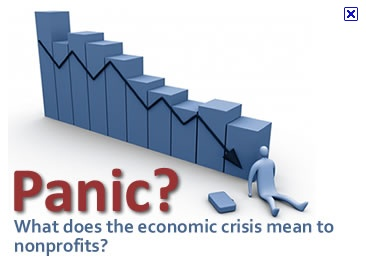 Panic?
What does the economic crisis mean to
nonprofits?